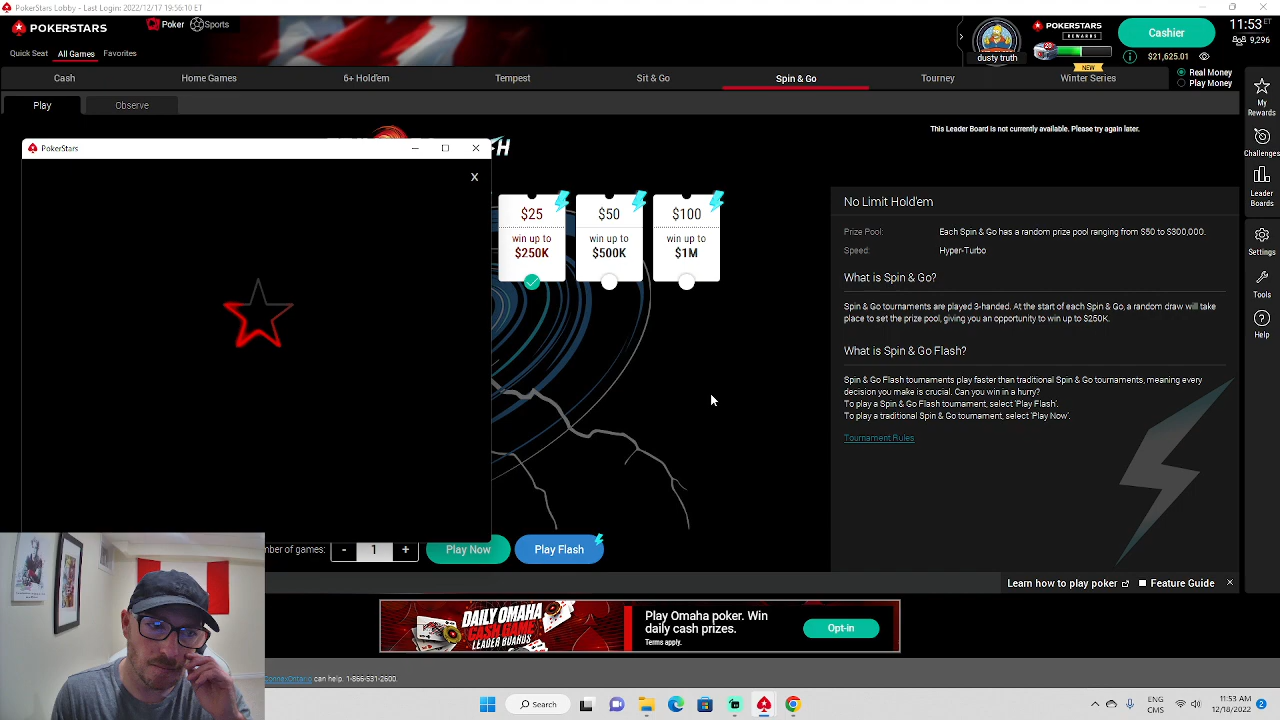 PokerStars Lobby - Last Login: 2022/12/17 19:56:10 ET
POKERSTARS
Poker
Sports
dusty truth
POKERSTARS
REWARDS
Cashier
11:53 ET
9,296
$21,625.01
Quick Seat
All Games
Favorites
Cash
Home Games
6+ Hold'em
Tempest
Sit & Go
Spin & Go
Tourney
NEW
Winter Series
Real Money
Play Money
Play
Observe
My Rewards
Challenges
Leader Boards
Settings
Tools
Help
This Leader Board is not currently available. Please try again later.
PokerStars
X
H
$25
win up to
$250K
$50
win up to
$500K
$100
win up to
$1M
No Limit Hold'em
Prize Pool: Each Spin & Go has a random prize pool ranging from $50 to $300,000.
Speed: Hyper-Turbo
What is Spin & Go?
Spin & Go tournaments are played 3-handed. At the start of each Spin & Go, a random draw will take
place to set the prize pool, giving you an opportunity to win up to $250K.
What is Spin & Go Flash?
Spin & Go Flash tournaments play faster than traditional Spin & Go tournaments, meaning every
decision you make is crucial. Can you win in a hurry?
To play a Spin & Go Flash tournament, select 'Play Flash'.
To play a traditional Spin & Go tournament, select 'Play Now'.
Tournament Rules
nber of games:
- 1 +
Play Now
Play Flash
Learn how to play poker
Feature Guide
DAILY OMAHA
CASH GAME
LEADER BOARDS
Play Omaha poker. Win
daily cash prizes.
Terms apply.
Opt-in
ConnexOntario can help. 1-866-531-2600.
Search
ENG
CMS
11:53 AM
12/18/2022
2